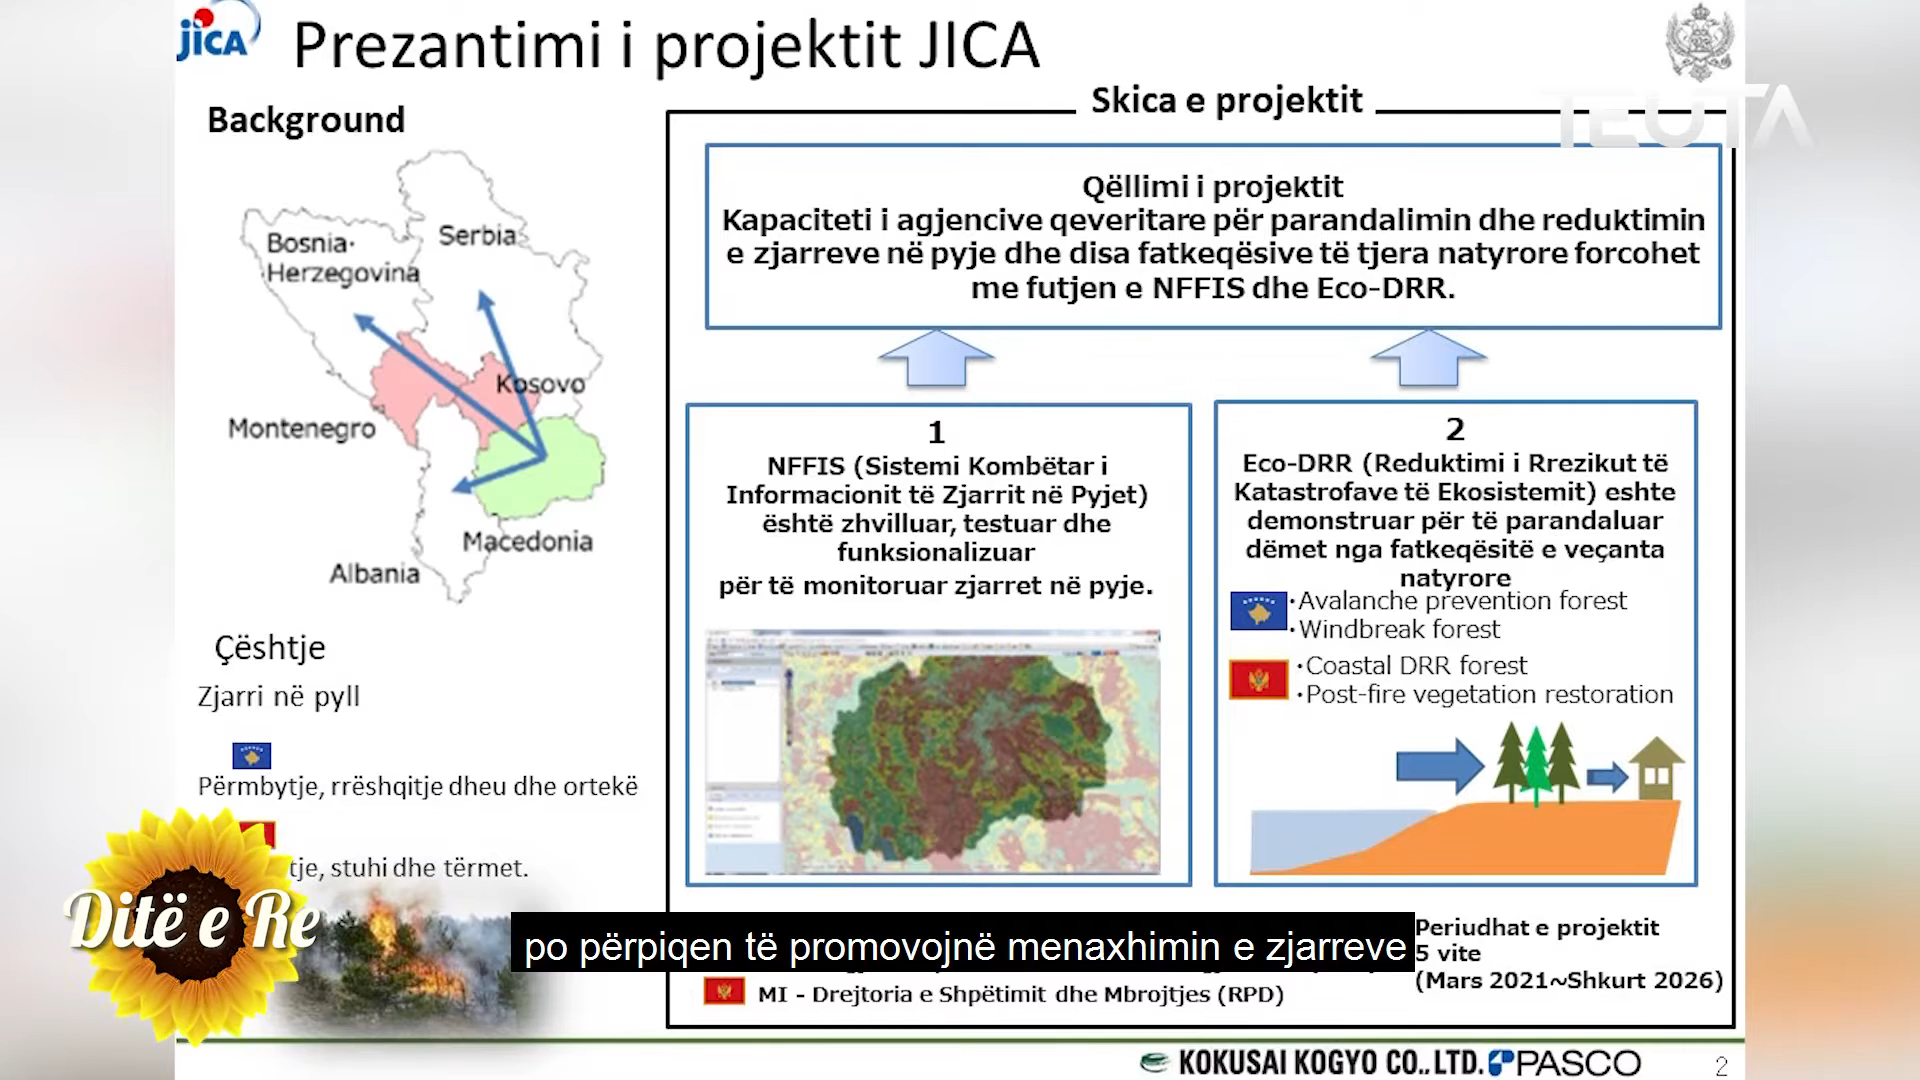 jica
Prezantimi i projektit JICA
TEUTA
Background
Bosnia·
Herzegovina
Serbia
Kosovo
Montenegro
Macedonia
Albania
Çështje
Zjarri në pyll
Përmbytje, rrëshqitje dheu dhe ortekë
tje, stuhi dhe tërmet.
Ditë e Re
Skica e projektit
Qëllimi i projektit
Kapaciteti i agjencive qeveritare për parandalimin dhe reduktimin
e zjarreve në pyje dhe disa fatkeqësive të tjera natyrore forcohet
me futjen e NFFIS dhe Eco-DRR.
1
NFFIS (Sistemi Kombëtar i
Informacionit të Zjarrit në Pyjet)
është zhvilluar, testuar dhe
funksionalizuar
për të monitoruar zjarret në pyje.
2
Eco-DRR (Reduktimi i Rrezikut të
Katastrofave të Ekosistemit) eshte
demonstruar për të parandaluar
dëmet nga fatkeqësitë e veçanta
natyrore
·Avalanche prevention forest
·Windbreak forest
·Coastal DRR forest
·Post-fire vegetation restoration
po përpiqen të promovojnë menaxhimin e zjarreve
MI - Drejtoria e Shpëtimit dhe Mbrojtjes (RPD)
Periudhat e projektit
5 vite
(Mars 2021~Shkurt 2026)
KOKUSAI KOGYO CO.,LTD. PASCO
2